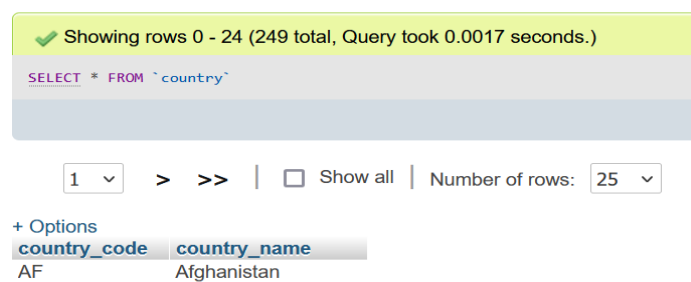 Showing rows 0 - 24 (249 total, Query took 0.0017 seconds.)
SELECT * FROM `country`
1 > >> | Show all | Number of rows: 25
+ Options
country_code country_name
AF Afghanistan